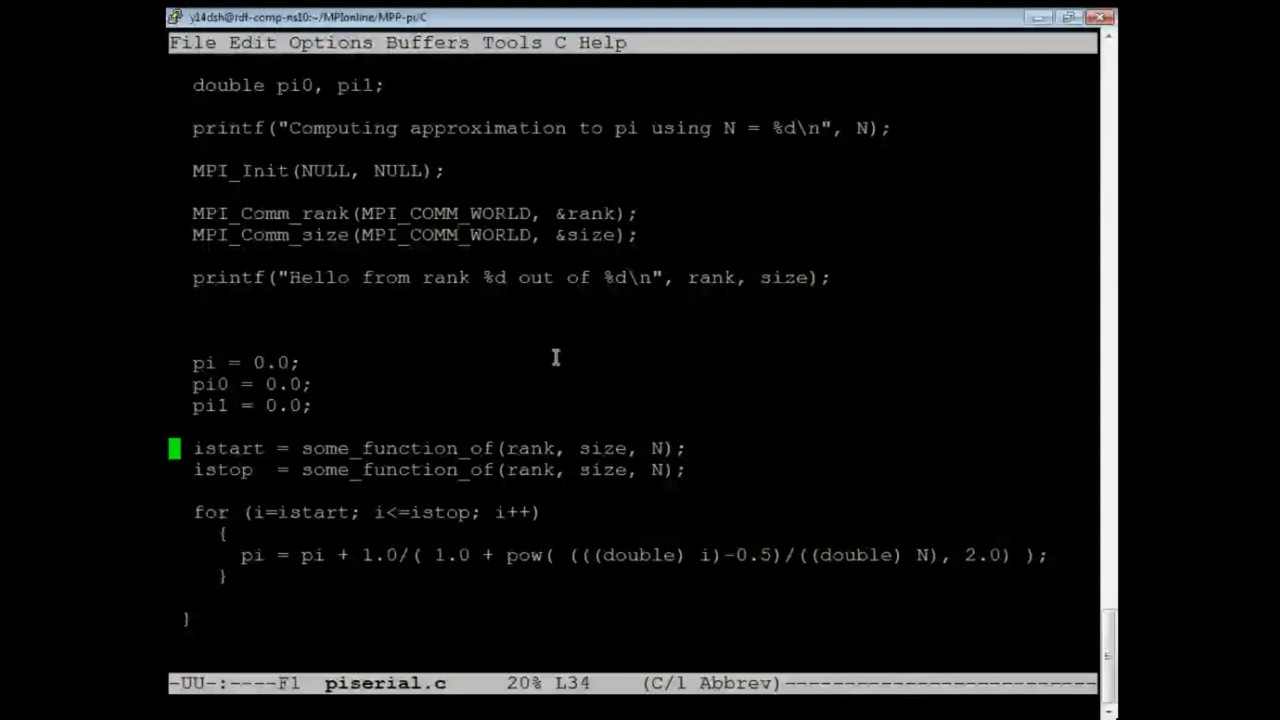 y14dsh@rdf-comp-ns10:~/MPIonline/MPP-pi/C
File Edit Options Buffers Tools C Help
double pi0, pi1;
printf("Computing approximation to pi using N = %d\n", N);
MPI_Init(NULL, NULL);
MPI_Comm_rank(MPI_COMM_WORLD, &rank);
MPI_Comm_size(MPI_COMM_WORLD, &size);
printf("Hello from rank %d out of %d\n", rank, size);
pi = 0.0;
pi0 = 0.0;
pi1 = 0.0;
istart = some_function_of(rank, size, N);
istop  = some_function_of(rank, size, N);
for (i=istart; i<=istop; i++)
{
pi = pi + 1.0/( 1.0 + pow( (((double) i)-0.5)/((double) N), 2.0) );
}
}
-UU-:----F1  piserial.c     20% L34    (C/l Abbrev)--------------------------